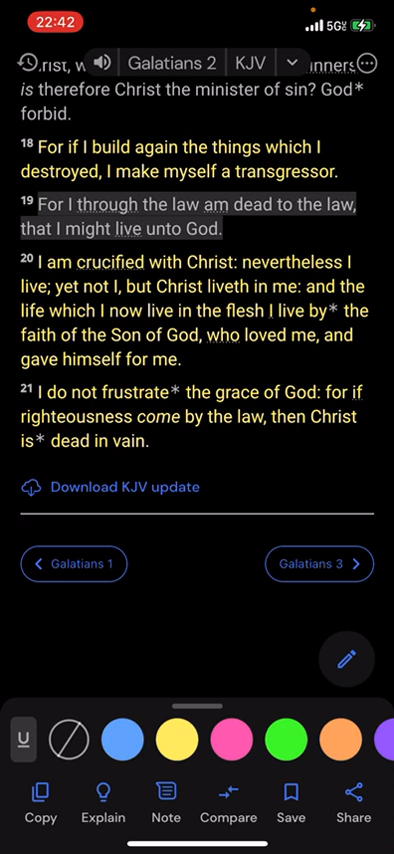 22:42
5GE
Galatians 2 KJV
is therefore Christ the minister of sin? God*
forbid.
18 For if I build again the things which I
destroyed, I make myself a transgressor.
19 For I through the law am dead to the law,
that I might live unto God.
20 I am crucified with Christ: nevertheless I
live; yet not I, but Christ liveth in me: and the
life which I now live in the flesh I live by* the
faith of the Son of God, who loved me, and
gave himself for me.
21 I do not frustrate* the grace of God: for if
righteousness come by the law, then Christ
is* dead in vain.
Download KJV update
Galatians 1
Galatians 3
U
Copy
Explain
Note
Compare
Save
Share